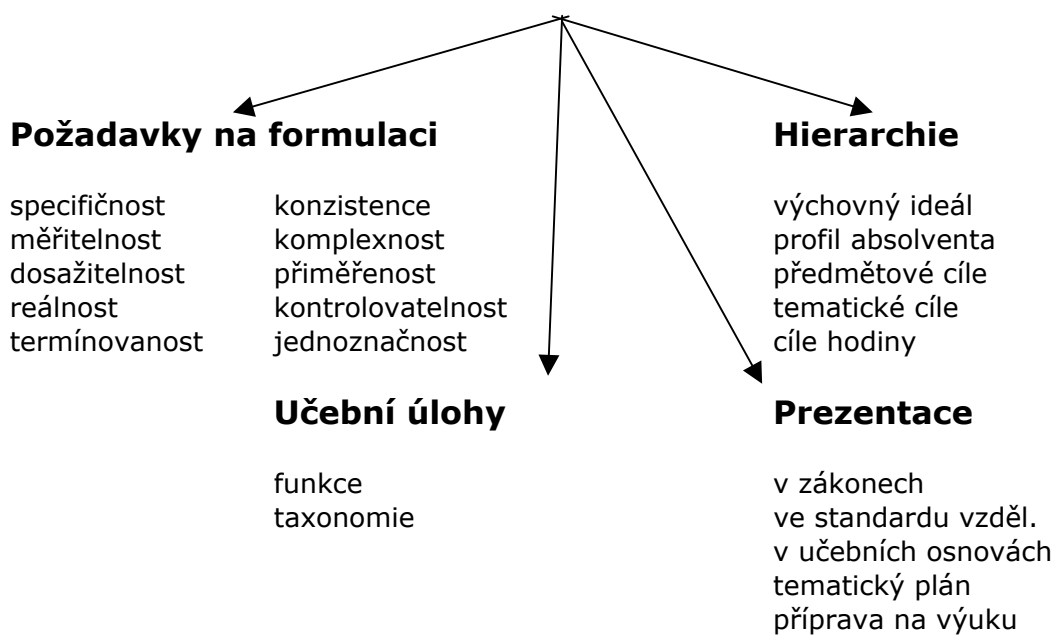 Požadavky na formulaci
specifičnost
měřitelnost
dosažitelnost
reálnost
termínovanost
konzistence
komplexnost
přiměřenost
kontrolovatelnost
jednoznačnost
Hierarchie
výchovný ideál
profil absolventa
předmětové cíle
tematické cíle
cíle hodiny
Učební úlohy
funkce
taxonomie
Prezentace
v zákonech
ve standardu vzděl.
v učebních osnovách
tematický plán
příprava na výuku